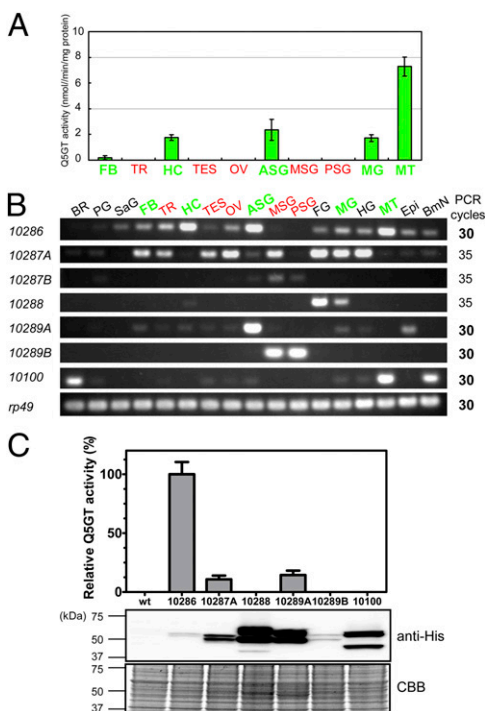 A
Q5GT activity (nmol//min/mg protein)
10
8
6
4
2
0
FB TR HC TES OV ASG MSG PSG MG MT
B
BR PG SaG FB TR HC TES OV ASG MSG PSG FG MG HG MT Epi BmN PCR cycles
10286 30
10287A 35
10287B 35
10288 35
10289A 30
10289B 30
10100 30
rp49 30
C
Relative Q5GT activity (%)
100
50
0
wt 10286 10287A 10288 10289A 10289B 10100
(kDa) 75
50 anti-His
37
75
50 CBB
37